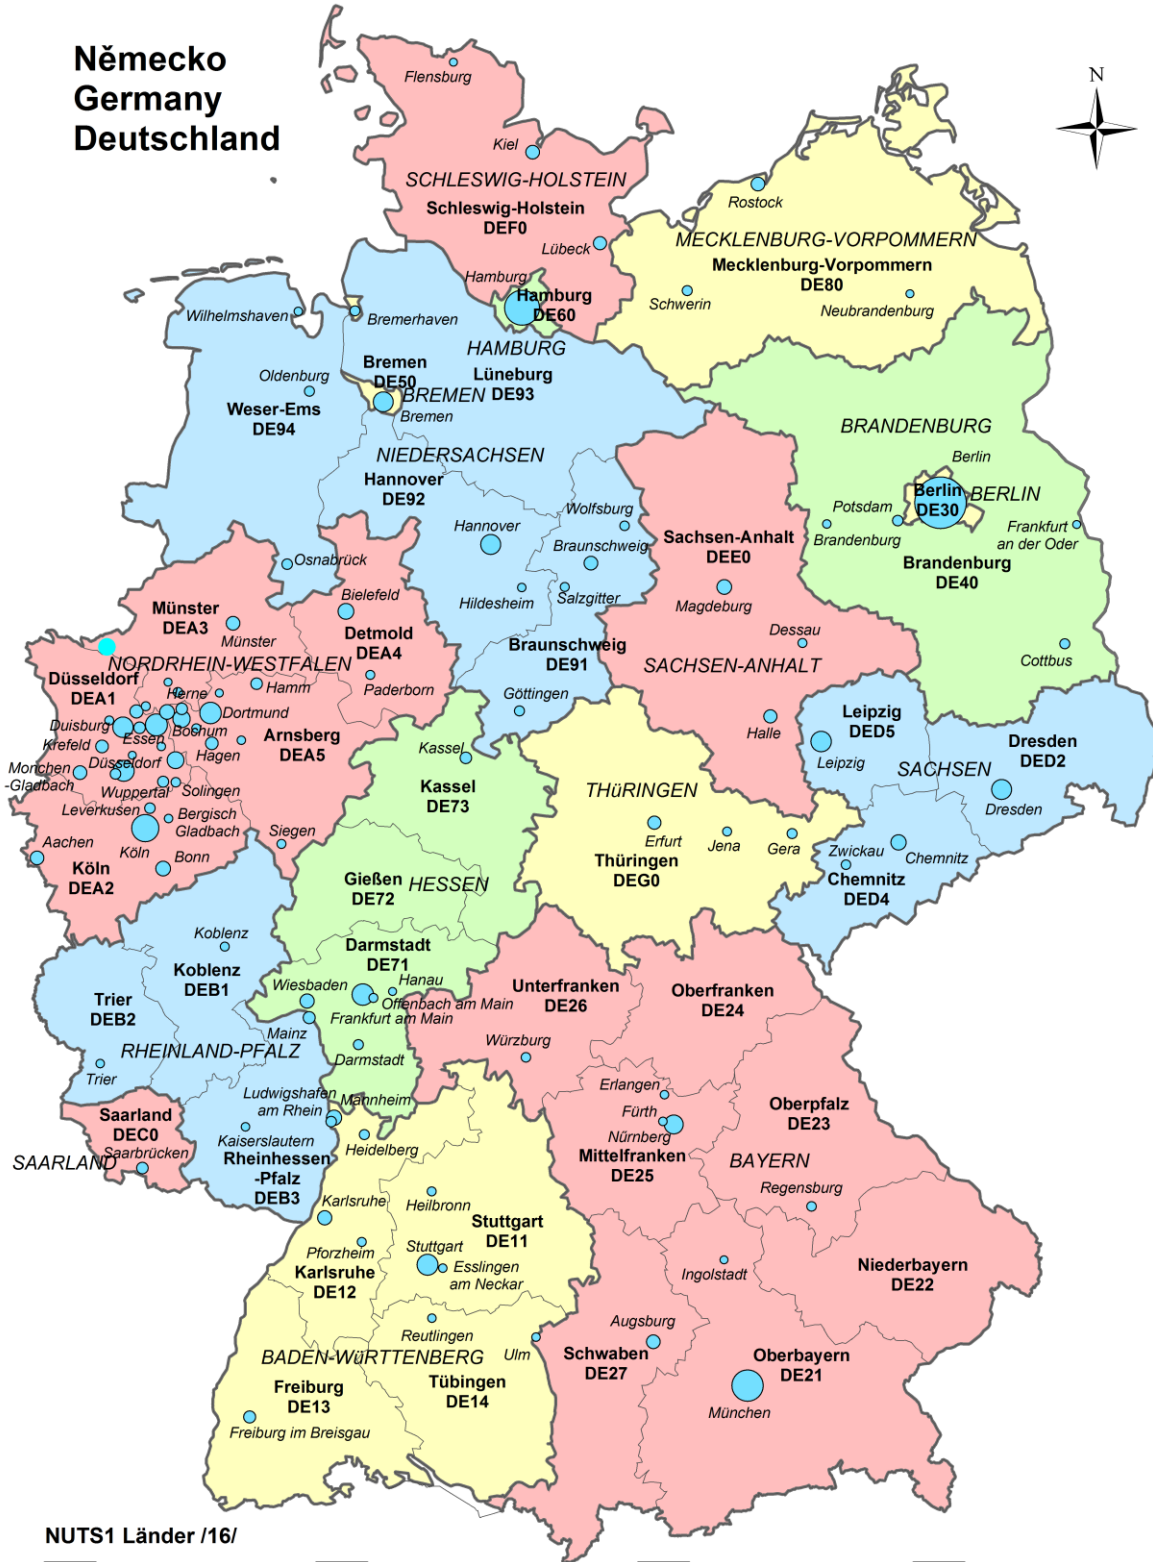 Německo
Germany
Deutschland
N
Flensburg
Kiel
SCHLESWIG-HOLSTEIN
Schleswig-Holstein
DEF0
Lübeck
Rostock
MECKLENBURG-VORPOMMERN
Mecklenburg-Vorpommern
DE80
Schwerin
Neubrandenburg
Hamburg
Hamburg
DE60
HAMBURG
Wilhelmshaven
Bremerhaven
Bremen
DE50
BREMEN
Bremen
Lüneburg
DE93
Oldenburg
Weser-Ems
DE94
NIEDERSACHSEN
Hannover
DE92
Hannover
Wolfsburg
Braunschweig
Hildesheim
Salzgitter
Osnabrück
Braunschweig
DE91
Göttingen
BRANDENBURG
Berlin
Berlin
DE30
BERLIN
Potsdam
Brandenburg
Frankfurt
an der Oder
Brandenburg
DE40
Cottbus
Sachsen-Anhalt
DEE0
Magdeburg
Dessau
SACHSEN-ANHALT
Halle
Münster
DEA3
Münster
Bielefeld
Detmold
DEA4
Paderborn
NORDRHEIN-WESTFALEN
Düsseldorf
DEA1
Herne
Hamm
Duisburg
Dortmund
Essen
Bochum
Krefeld
Hagen
Arnsberg
DEA5
Monchen
-Gladbach
Düsseldorf
Wuppertal
Solingen
Leverkusen
Bergisch
Gladbach
Aachen
Köln
Bonn
Siegen
Köln
DEA2
Kassel
Kassel
DE73
Gießen
DE72
HESSEN
Darmstadt
DE71
Wiesbaden
Hanau
Offenbach am Main
Frankfurt am Main
Mainz
Darmstadt
THüRINGEN
Erfurt
Jena
Gera
Thüringen
DEG0
Leipzig
DED5
Leipzig
SACHSEN
Dresden
DED2
Dresden
Zwickau
Chemnitz
Chemnitz
DED4
Koblenz
Koblenz
DEB1
Trier
DEB2
RHEINLAND-PFALZ
Trier
Ludwigshafen
am Rhein
Mannheim
Kaiserslautern
Rheinhessen
-Pfalz
DEB3
Saarland
DEC0
Saarbrücken
SAARLAND
Heidelberg
Unterfranken
DE26
Würzburg
Oberfranken
DE24
Erlangen
Fürth
Nürnberg
Mittelfranken
DE25
Oberpfalz
DE23
BAYERN
Regensburg
Karlsruhe
Heilbronn
Stuttgart
DE11
Pforzheim
Stuttgart
Esslingen
am Neckar
Karlsruhe
DE12
Reutlingen
Ulm
BADEN-WüRTTENBERG
Freiburg
DE13
Tübingen
DE14
Freiburg im Breisgau
Ingolstadt
Niederbayern
DE22
Augsburg
Schwaben
DE27
Oberbayern
DE21
München
NUTS1 Länder /16/